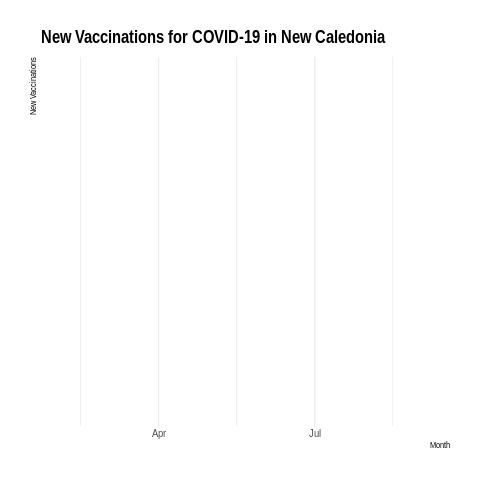 New Vaccinations for COVID-19 in New Caledonia
New Vaccinations
Apr
Jul
Month